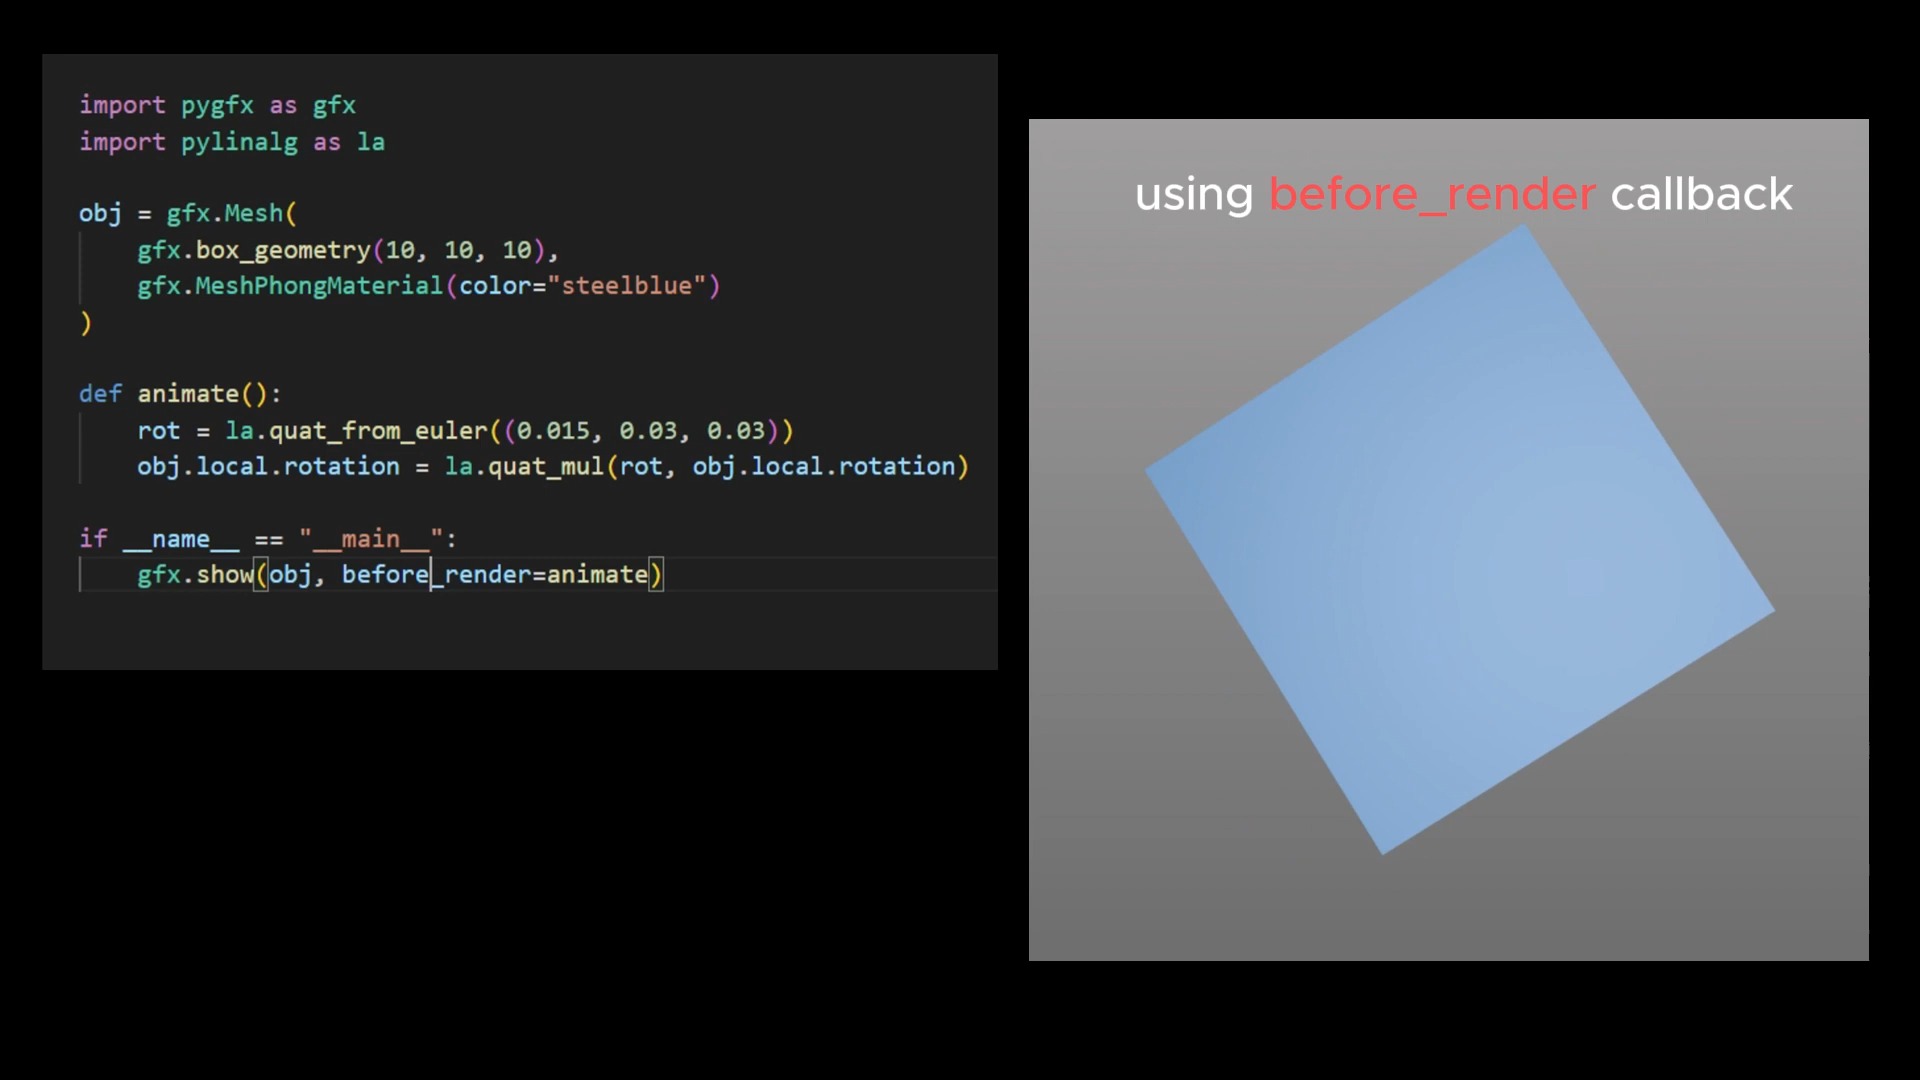 import pygfx as gfx
import pylinalg as la
obj = gfx.Mesh(
    gfx.box_geometry(10, 10, 10),
    gfx.MeshPhongMaterial(color="steelblue")
)
def animate():
    rot = la.quat_from_euler((0.015, 0.03, 0.03))
    obj.local.rotation = la.quat_mul(rot, obj.local.rotation)
if __name__ == "__main__":
    gfx.show(obj, before_render=animate)
using before_render callback